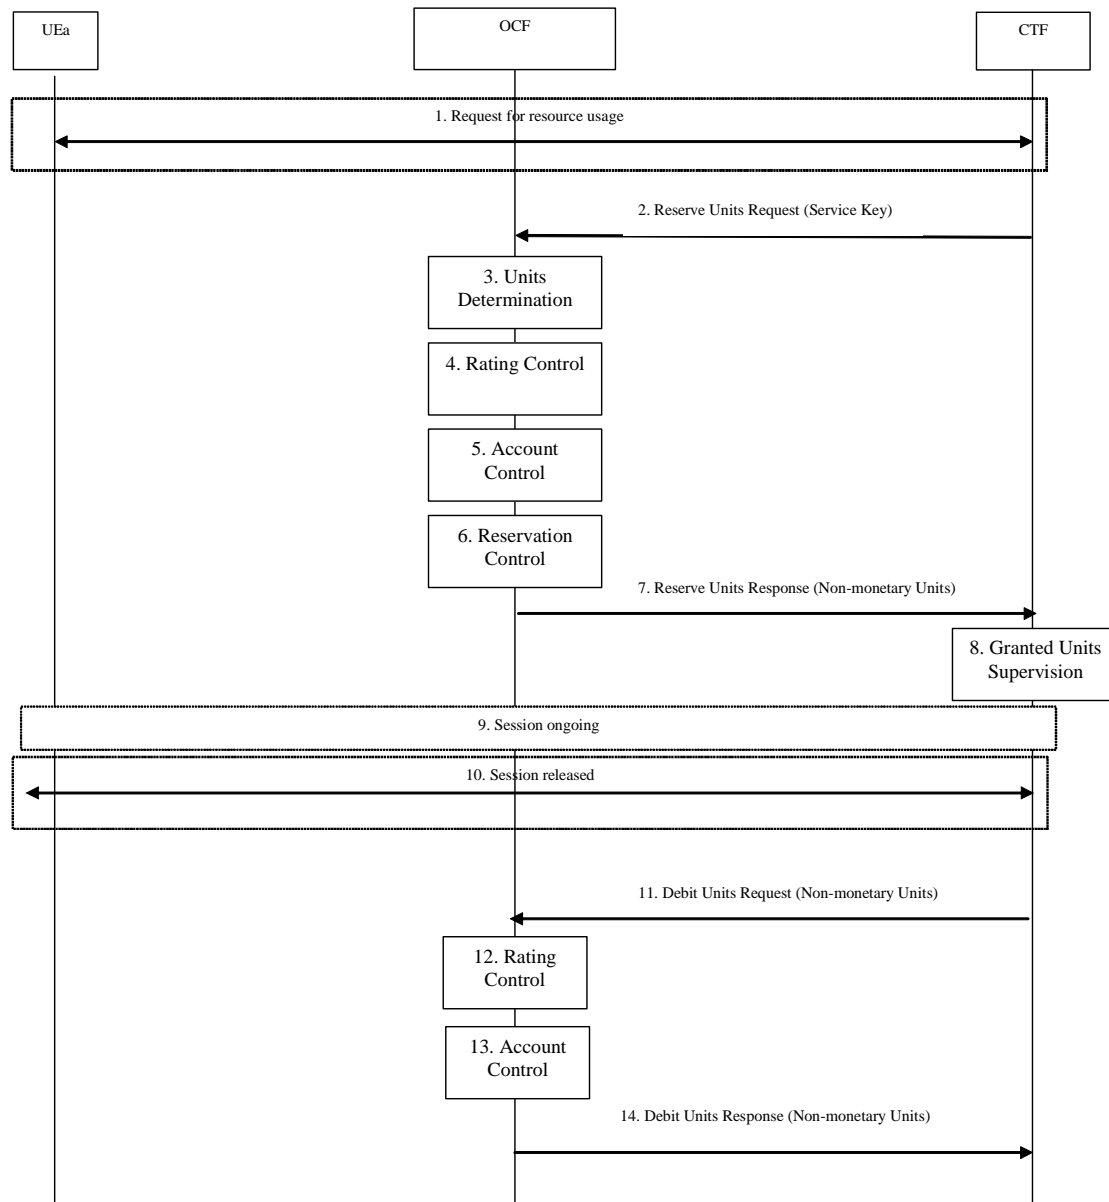 UEa
OCF
CTF
1. Request for resource usage
2. Reserve Units Request (Service Key)
3. Units
Determination
4. Rating Control
5. Account
Control
6. Reservation
Control
7. Reserve Units Response (Non-monetary Units)
8. Granted Units
Supervision
9. Session ongoing
10. Session released
11. Debit Units Request (Non-monetary Units)
12. Rating
Control
13. Account
Control
14. Debit Units Response (Non-monetary Units)